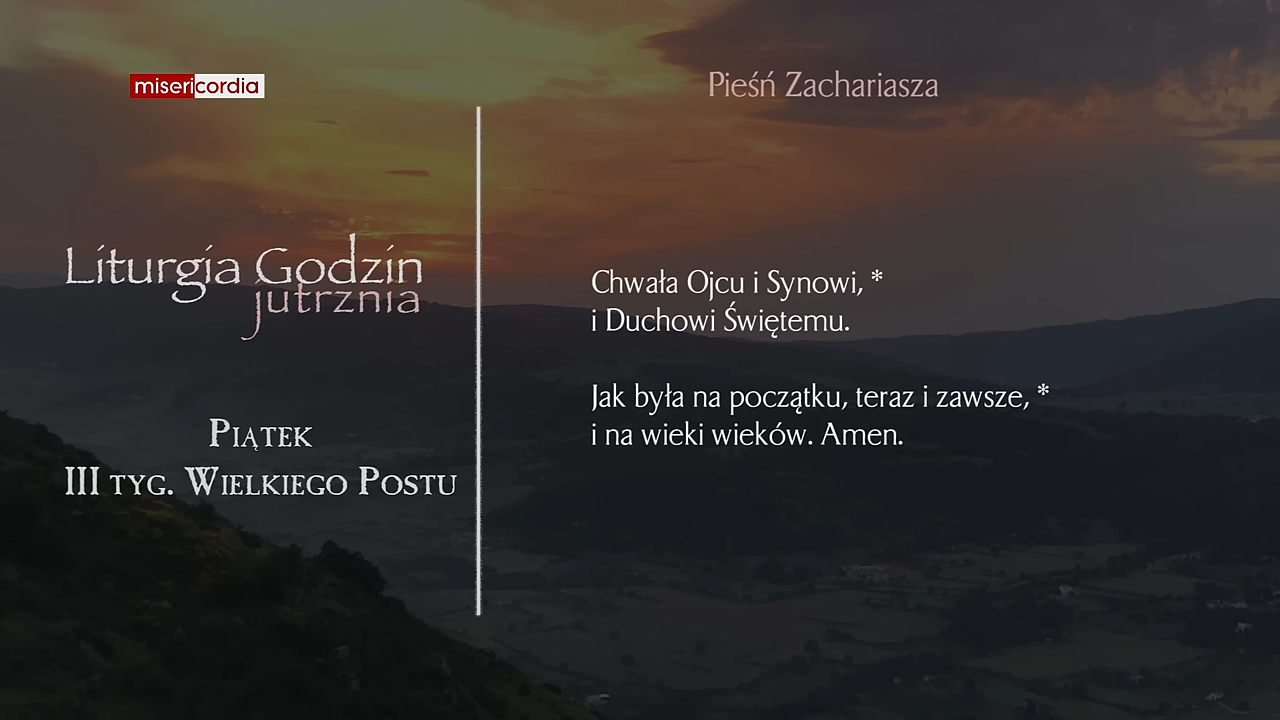 misericordia
Liturgia Godzin
jutrznia
Piątek
III tyg. Wielkiego Postu
Pieśń Zachariasza
Chwała Ojcu i Synowi, *
i Duchowi Świętemu.
Jak była na początku, teraz i zawsze, *
i na wieki wieków. Amen.